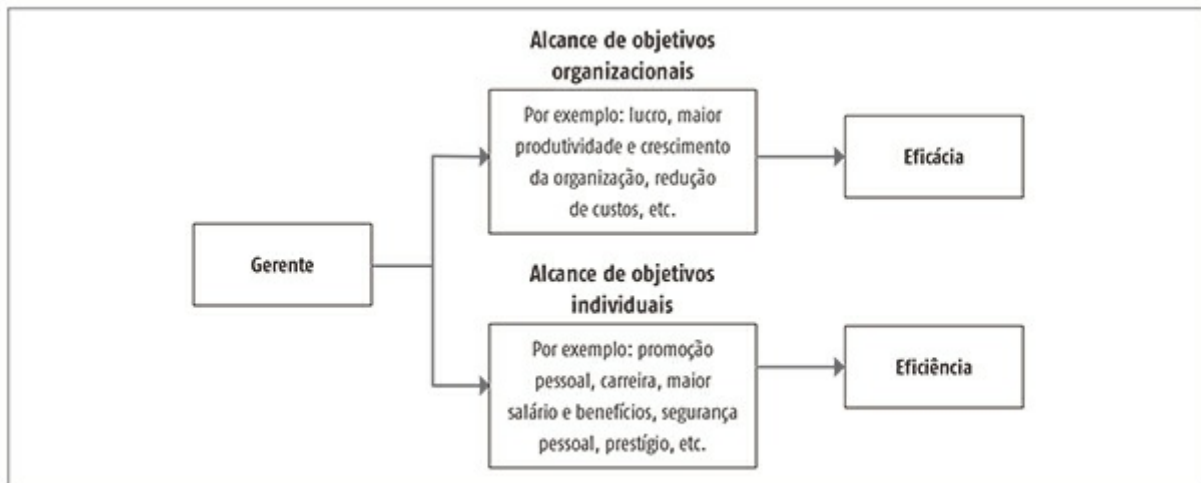 Alcance de objetivos
organizacionais
Por exemplo: lucro, maior
produtividade e crescimento
da organização, redução
de custos, etc.
Eficácia
Gerente
Alcance de objetivos
individuais
Por exemplo: promoção
pessoal, carreira, maior
salário e benefícios, segurança
pessoal, prestígio, etc.
Eficiência